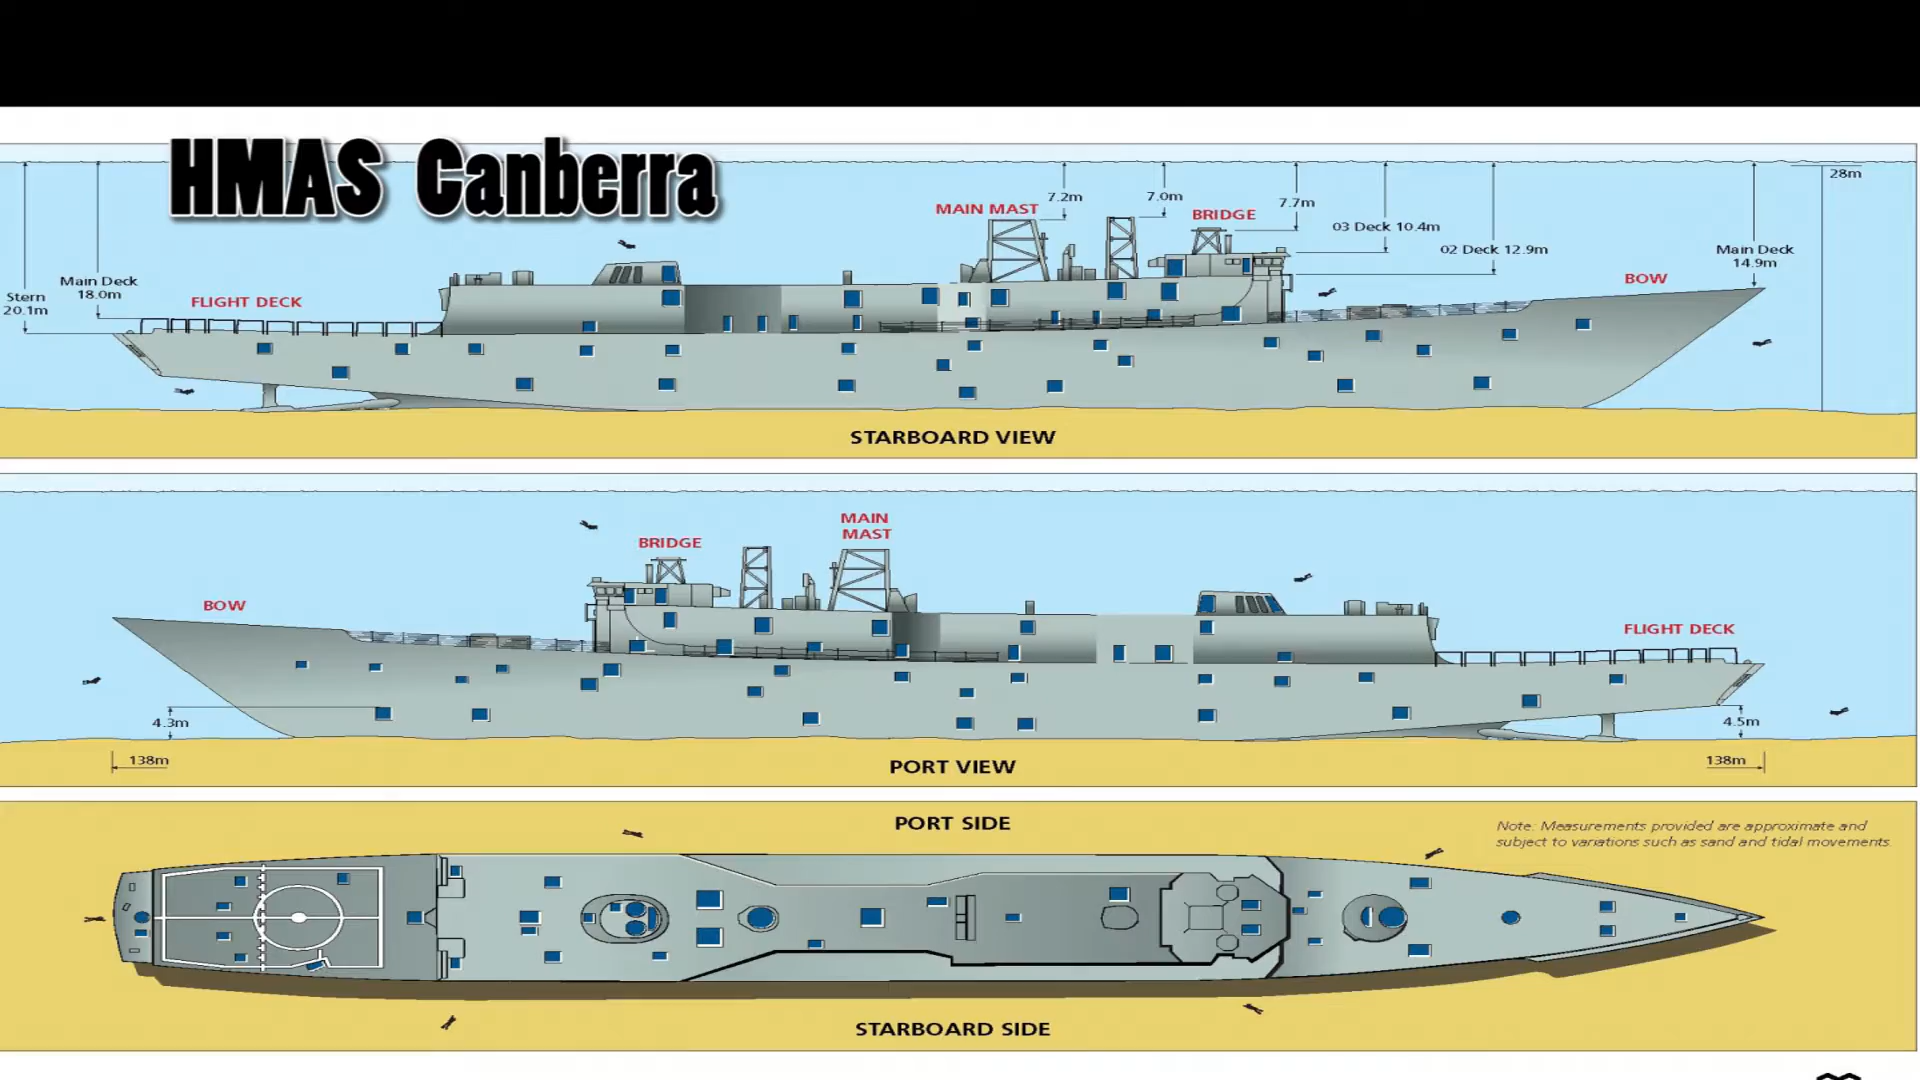 HMAS Canberra
28m
7.2m
7.0m
7.7m
MAIN MAST
BRIDGE
03 Deck 10.4m
02 Deck 12.9m
Main Deck
14.9m
BOW
Main Deck
18.0m
Stern
20.1m
FLIGHT DECK
STARBOARD VIEW
MAIN
MAST
BRIDGE
BOW
FLIGHT DECK
4.3m
4.5m
138m
138m
PORT VIEW
PORT SIDE
Note: Measurements provided are approximate and
subject to variations such as sand and tidal movements
STARBOARD SIDE